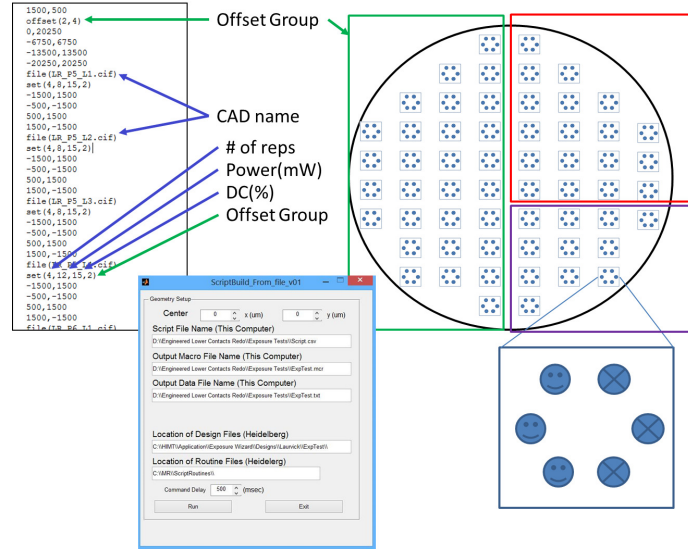 1500,500
offset(2,4)
0,20250
-6750,6750
-13500,13500
-20250,20250
file(LR_P5_L1.cif)
set(4,8,15,2)
-1500,1500
-500,-1500
500,1500
1500,-1500
file(LR_P5_L2.cif)
set(4,8,15,2)
-1500,1500
-500,-1500
500,1500
1500,-1500
file(LR_P5_L3.cif)
set(4,8,15,2)
-1500,1500
-500,-1500
500,1500
1500,-1500
file(LR_P5_L4.cif)
set(4,12,15,2)
-1500,1500
-500,-1500
500,1500
1500,-1500
file(LR_P6_L1.cif)
Offset Group
CAD name
# of reps
Power(mW)
DC(%)
Offset Group
ScriptBuild_From_file_v01
Geometry Setup
Center 0 x (um) 0 y (um)
Script File Name (This Computer)
D:\\Engineered Lower Contacts Redo\\Exposure Tests\\Script.csv
Output Macro File Name (This Computer)
D:\\Engineered Lower Contacts Redo\\Exposure Tests\\ExpTest.mcr
Output Data File Name (This Computer)
D:\\Engineered Lower Contacts Redo\\Exposure Tests\\ExpTest.txt
Location of Design Files (Heidelberg)
C:\\HIMT\\Application\\Exposure Wizard\\Designs\\Laurvick\\ExpTest\\
Location of Routine Files (Heidelerg)
C:\\MR\\ScriptRoutines\\
Command Delay 500 (msec)
Run Exit